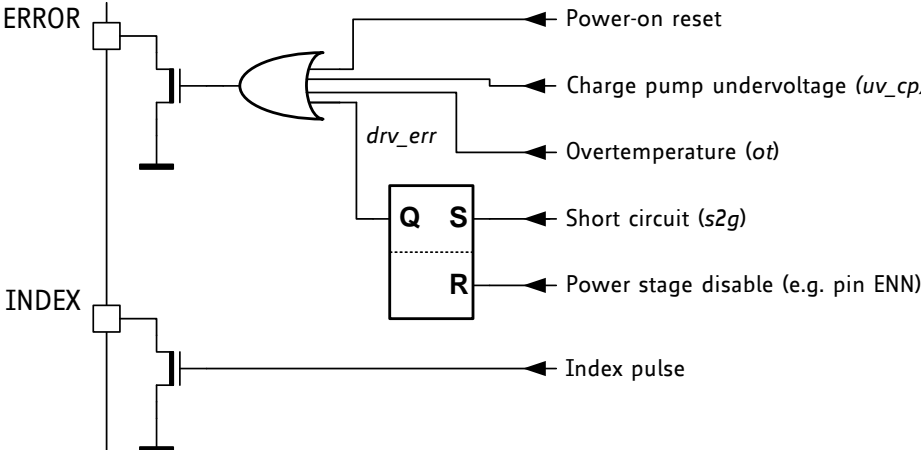 ERROR
Power-on reset
Charge pump undervoltage (uv_cp)
drv_err
Overtemperature (ot)
Q S
Short circuit (s2g)
R
Power stage disable (e.g. pin ENN)
INDEX
Index pulse